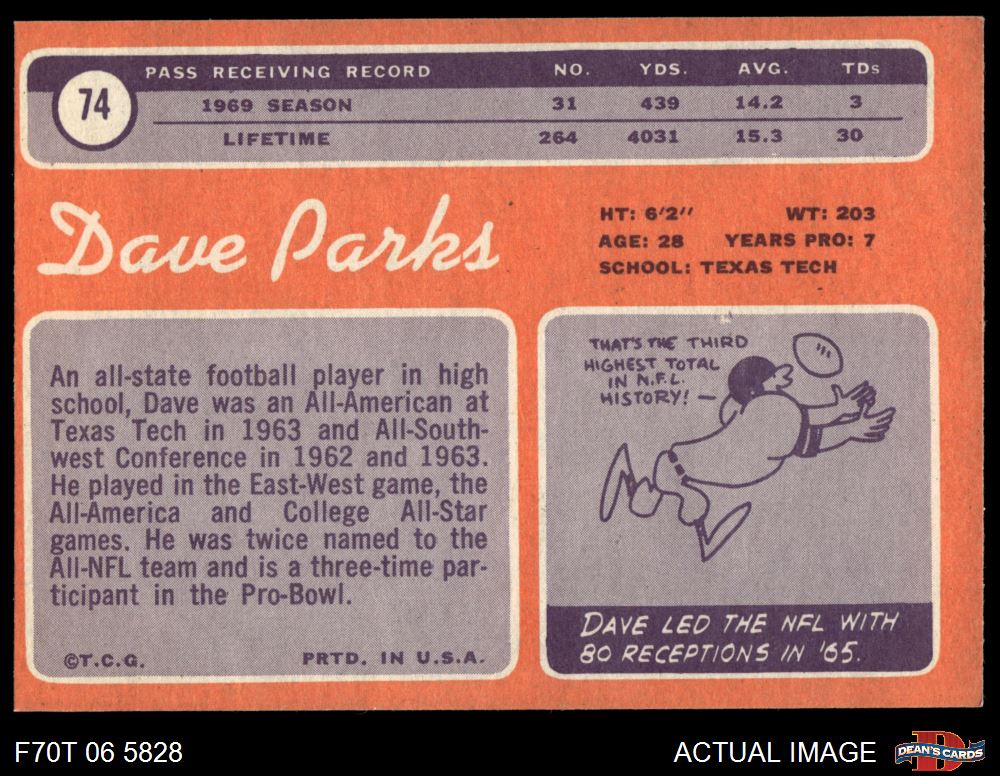 74
PASS RECEIVING RECORD NO. YDS. AVG. TDs
1969 SEASON 31 439 14.2 3
LIFETIME 264 4031 15.3 30
Dave Parks
HT: 6'2" WT: 203
AGE: 28 YEARS PRO: 7
SCHOOL: TEXAS TECH
An all-state football player in high
school, Dave was an All-American at
Texas Tech in 1963 and All-South-
west Conference in 1962 and 1963.
He played in the East-West game, the
All-America and College All-Star
games. He was twice named to the
All-NFL team and is a three-time par-
ticipant in the Pro-Bowl.
©T.C.G. PRTD. IN U.S.A.
THAT'S THE THIRD
HIGHEST TOTAL
IN N.F.L.
HISTORY! –
DAVE LED THE NFL WITH
80 RECEPTIONS IN '65.
F70T 06 5828
ACTUAL IMAGE
D
DEAN'S CARDS